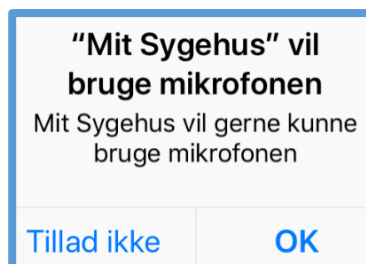 “Mit Sygehus” vil
bruge mikrofonen
Mit Sygehus vil gerne kunne
bruge mikrofonen
Tillad ikke
OK